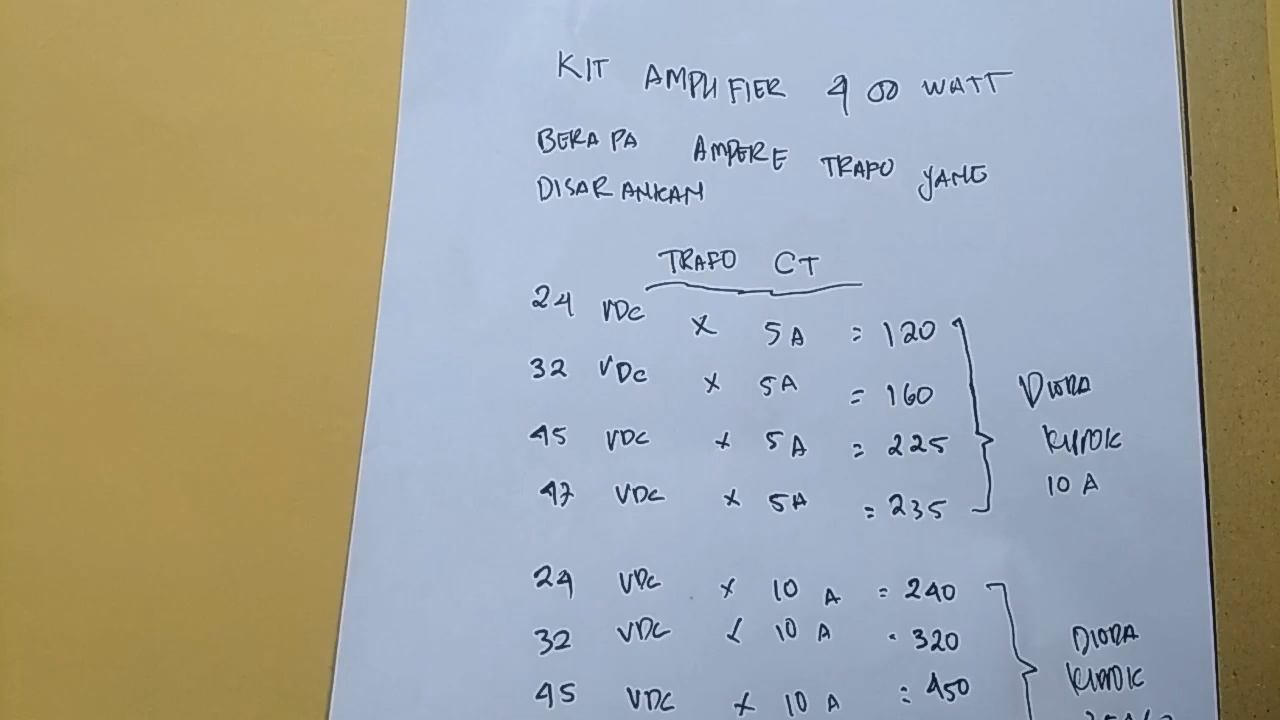 KIT AMPLIFIER 400 WATT
BERAPA AMPERE TRAFO YANG
DISARANKAN
TRAFO CT
24 VDC x 5A = 120
32 VDC x 5A = 160
45 VDC x 5A = 225
47 VDC x 5A = 235
DIODA
KIPROK
10 A
24 VDC x 10 A = 240
32 VDC x 10 A = 320
45 VDC x 10 A = 450
DIODA
KIPROK